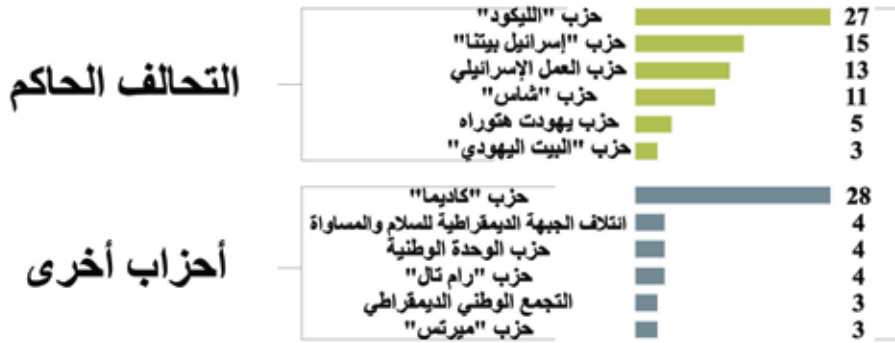 التحالف الحاكم
حزب "الليكود" 27
حزب "إسرائيل بيتنا" 15
حزب العمل الإسرائيلي 13
حزب "شاس" 11
حزب يهودت هتوراه 5
حزب "البيت اليهودي" 3
أحزاب أخرى
حزب "كاديما" 28
ائتلاف الجبهة الديمقراطية للسلام والمساواة 4
حزب الوحدة الوطنية 4
حزب "رام تال" 4
التجمع الوطني الديمقراطي 3
حزب "ميرتس" 3